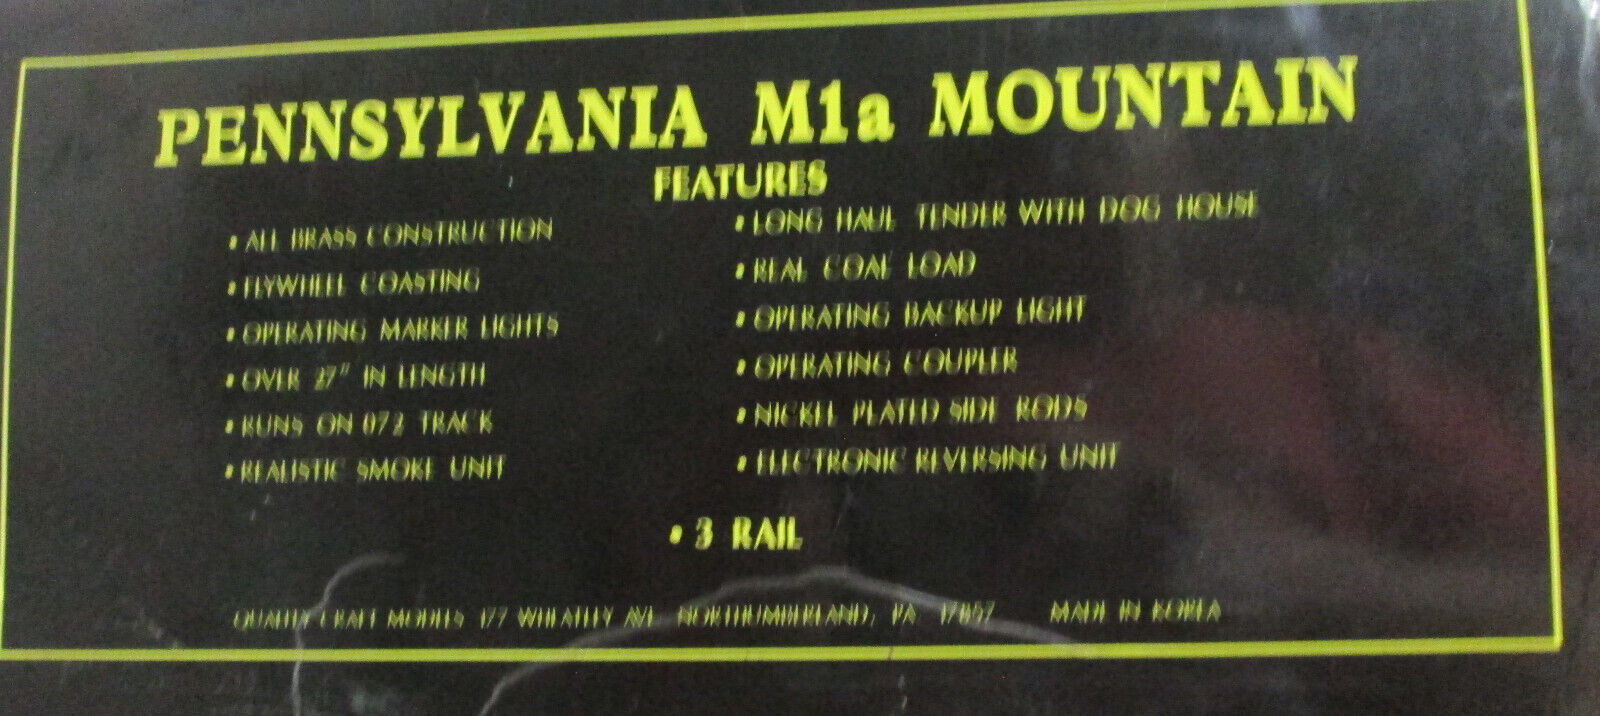 PENNSYLVANIA M1a MOUNTAIN
FEATURES
• ALL BRASS CONSTRUCTION
• FLYWHEEL COASTING
• OPERATING MARKER LIGHTS
• OVER 27" IN LENGTH
• RUNS ON 072 TRACK
• REALISTIC SMOKE UNIT
• LONG HAUL TENDER WITH DOG HOUSE
• REAL COAL LOAD
• OPERATING BACKUP LIGHT
• OPERATING COUPLER
• NICKEL PLATED SIDE RODS
• ELECTRONIC REVERSING UNIT
• 3 RAIL
QUALITY CRAFT MODELS 177 WHEATLEY AVE. NORTHUMBERLAND, PA 17857 MADE IN KOREA